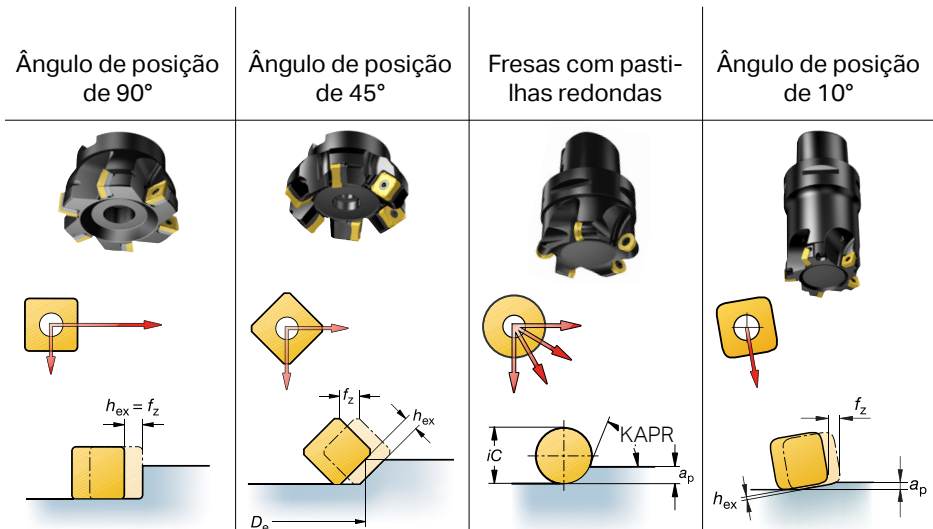 Ângulo de posição
de 90°
Ângulo de posição
de 45°
Fresas com pasti-
lhas redondas
Ângulo de posição
de 10°
hex = fz
fz
hex
De
iC
KAPR
ap
fz
ap
hex